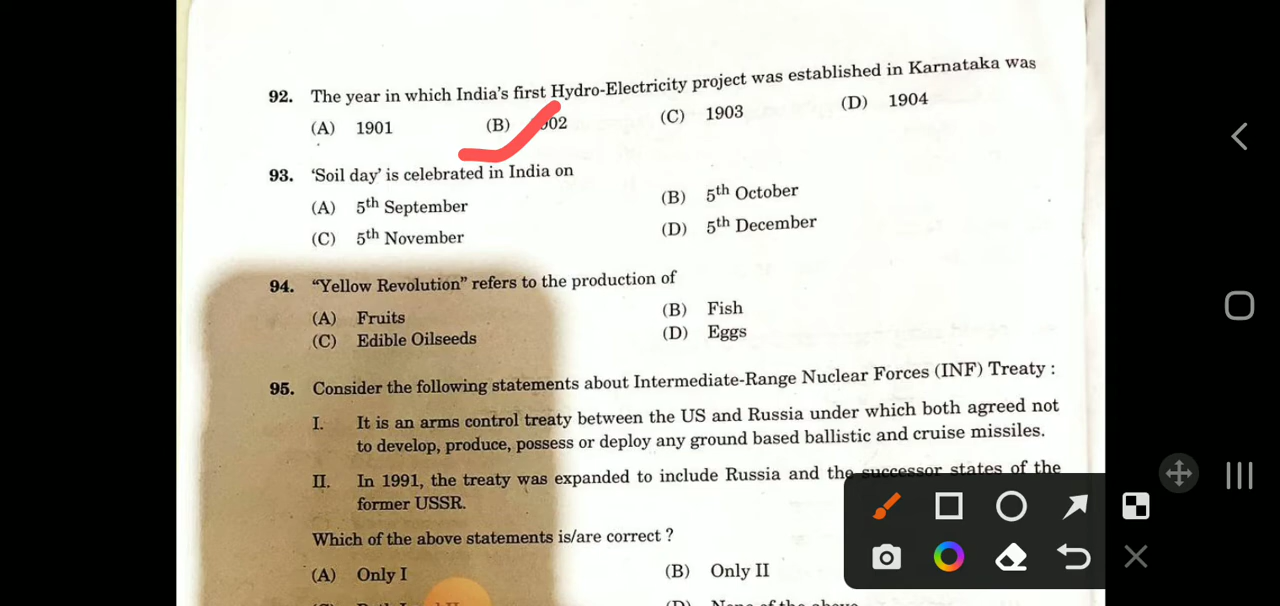 92. The year in which India's first Hydro-Electricity project was established in Karnataka was
(A) 1901 (B) 02 (C) 1903 (D) 1904
93. 'Soil day' is celebrated in India on
(A) 5th September (B) 5th October
(C) 5th November (D) 5th December
94. "Yellow Revolution" refers to the production of
(A) Fruits (B) Fish
(C) Edible Oilseeds (D) Eggs
95. Consider the following statements about Intermediate-Range Nuclear Forces (INF) Treaty :
I. It is an arms control treaty between the US and Russia under which both agreed not
to develop, produce, possess or deploy any ground based ballistic and cruise missiles.
II. In 1991, the treaty was expanded to include Russia and the successor states of the
former USSR.
Which of the above statements is/are correct ?
(A) Only I (B) Only II